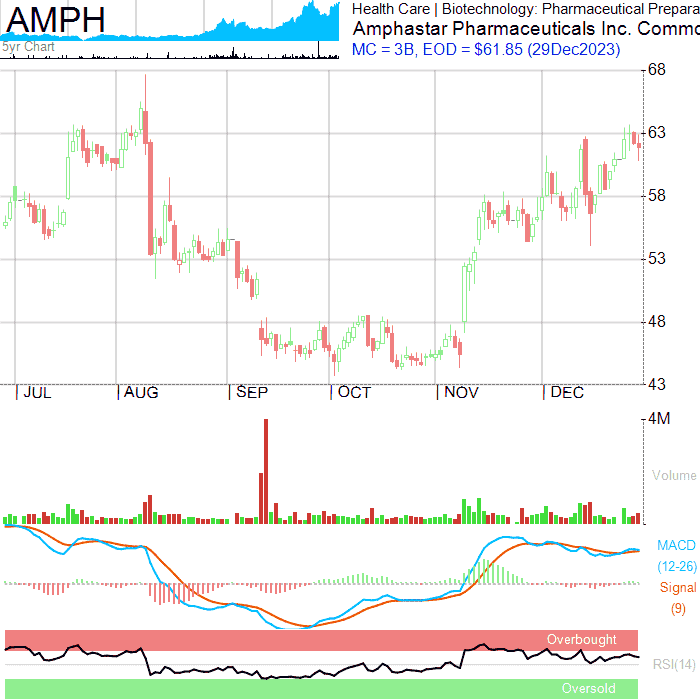 AMPH
5yr Chart
Health Care | Biotechnology: Pharmaceutical Prepara
Amphastar Pharmaceuticals Inc. Commo
MC = 3B, EOD = $61.85 (29Dec2023)
68
63
58
53
48
43
JUL AUG SEP OCT NOV DEC
4M
Volume
MACD
(12-26)
Signal
(9)
Overbought
RSI(14)
Oversold